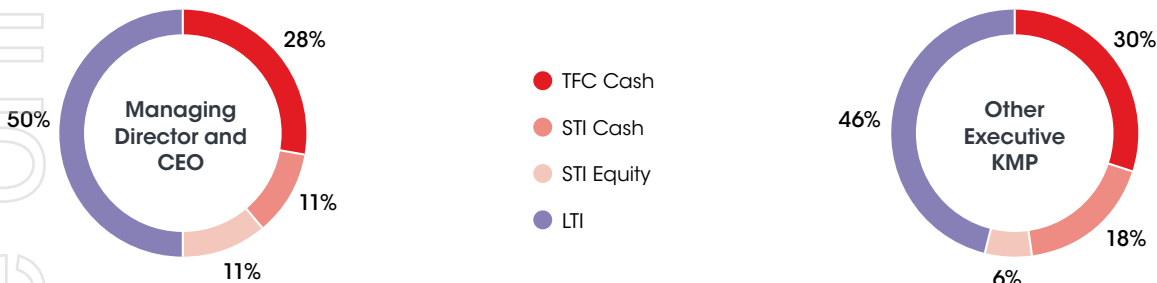 28%
50%
Managing
Director and
CEO
11%
11%
TFC Cash
STI Cash
STI Equity
LTI
30%
46%
Other
Executive
KMP
18%
6%